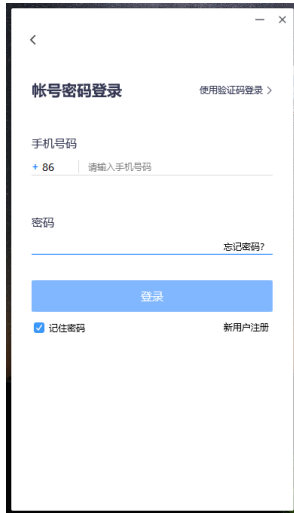 帐号密码登录
使用验证码登录 >
手机号码
+ 86 请输入手机号码
密码
忘记密码?
登录
记住密码
新用户注册